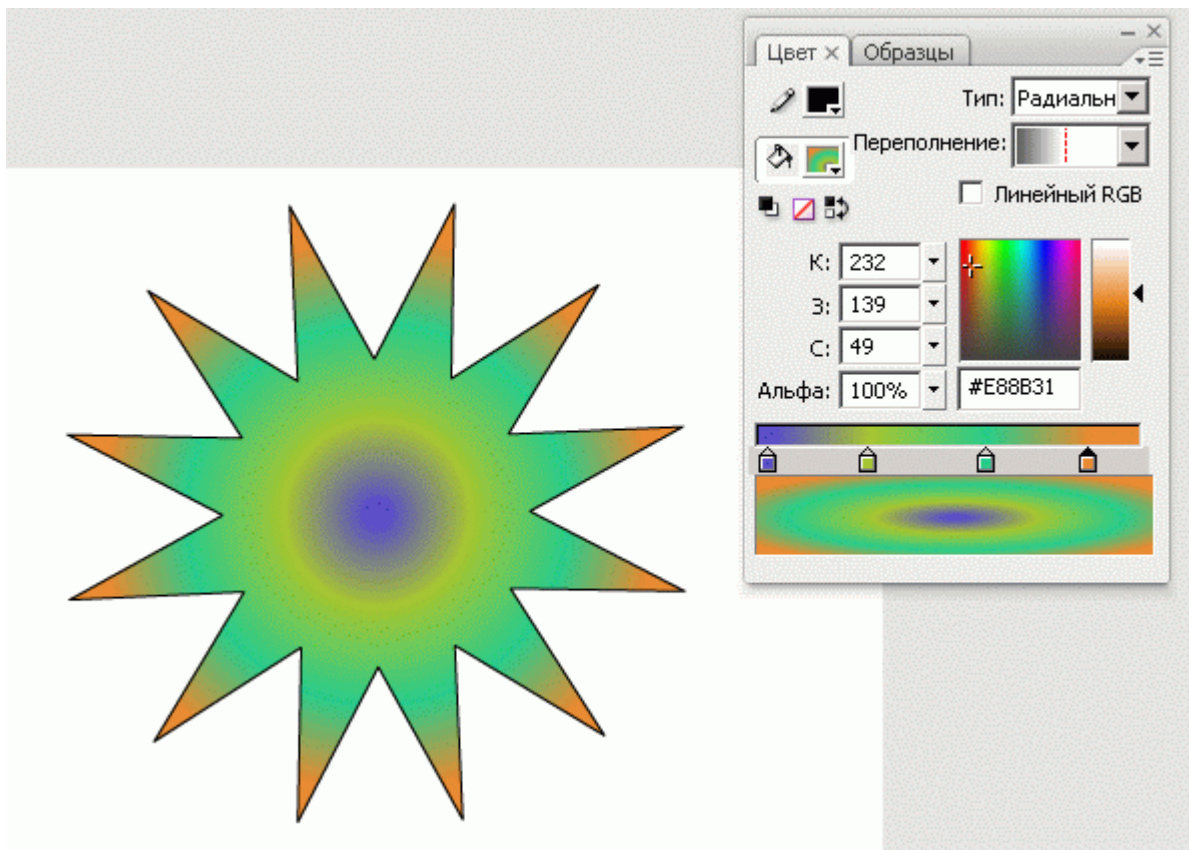 Цвет Образцы
Тип: Радиальн
Переполнение:
Линейный RGB
К: 232
З: 139
С: 49
Альфа: 100% #E88B31